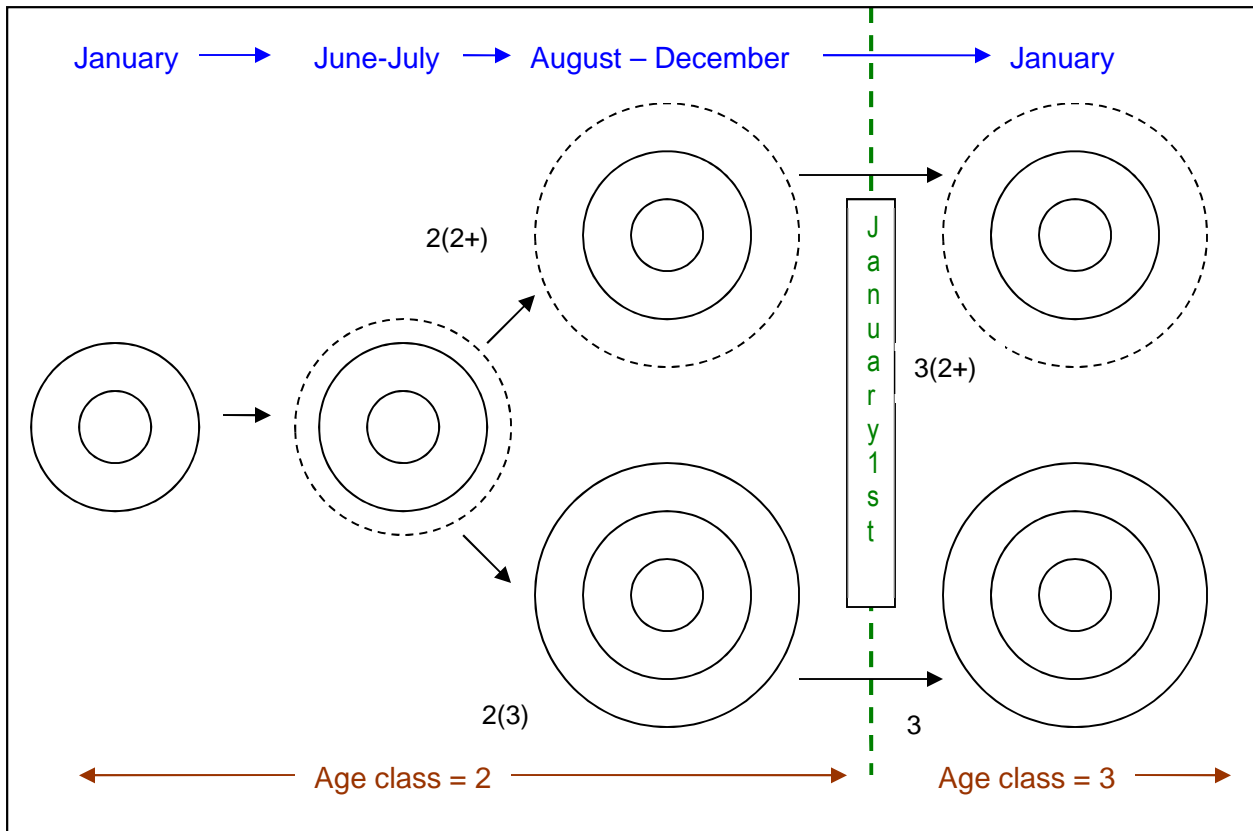 January June-July August – December January
2(2+)
January1st
3(2+)
2(3)
3
Age class = 2 Age class = 3